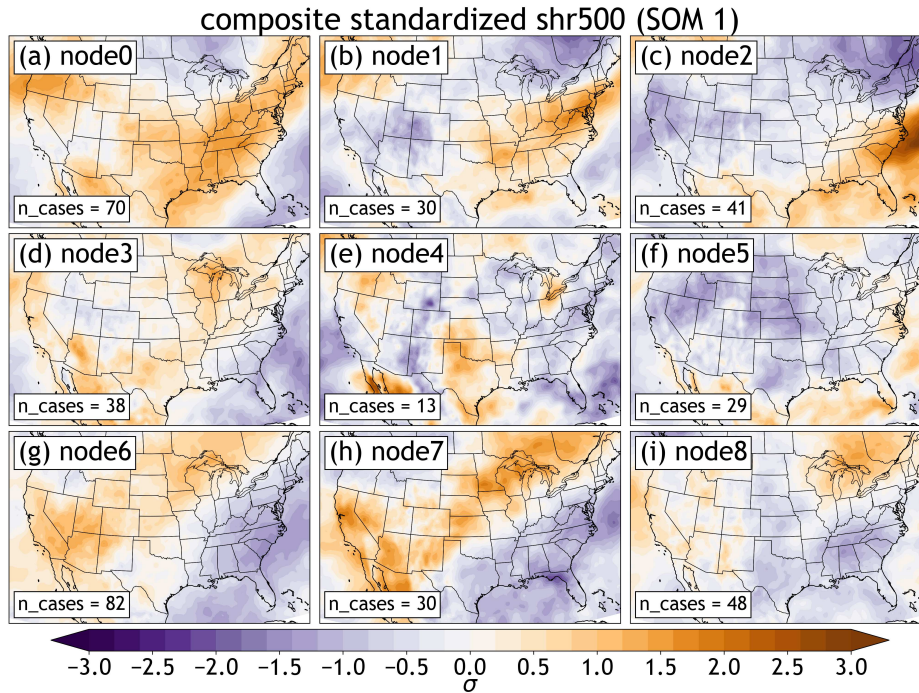 composite standardized shr500 (SOM 1)
(a) node0
(b) node1
(c) node2
n_cases = 70
n_cases = 30
n_cases = 41
(d) node3
(e) node4
(f) node5
n_cases = 38
n_cases = 13
n_cases = 29
(g) node6
(h) node7
(i) node8
n_cases = 82
n_cases = 30
n_cases = 48
−3.0 −2.5 −2.0 −1.5 −1.0 −0.5 0.0 0.5 1.0 1.5 2.0 2.5 3.0
σ